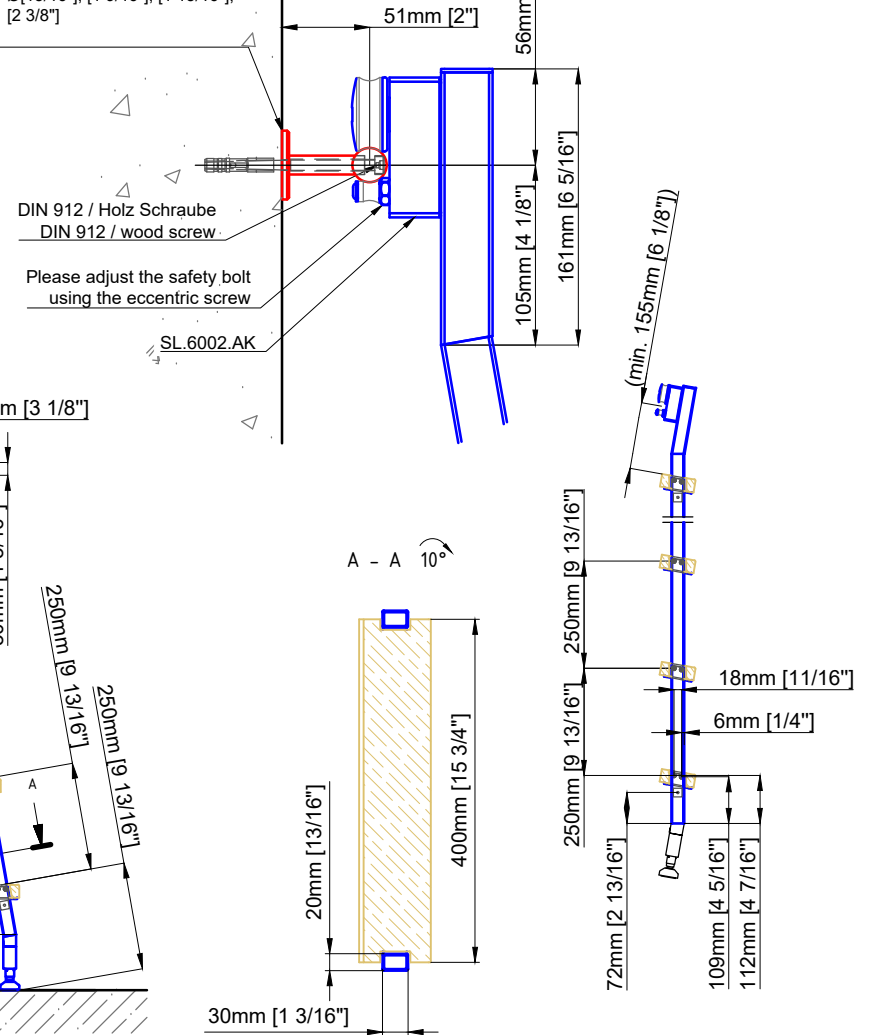 [2 3/8"]
51mm [2"]
56mm
DIN 912 / Holz Schraube
DIN 912 / wood screw
Please adjust the safety bolt
using the eccentric screw
SL.6002.AK
105mm [4 1/8"]
161mm [6 5/16"]
(min. 155mm [6 1/8"])
[3 1/8"]
A - A 10°
250mm [9 13/16"]
250mm [9 13/16"]
A
400mm [15 3/4"]
20mm [13/16"]
30mm [1 3/16"]
250mm [9 13/16"]
250mm [9 13/16"]
18mm [11/16"]
6mm [1/4"]
72mm [2 13/16"]
109mm [4 5/16"]
112mm [4 7/16"]